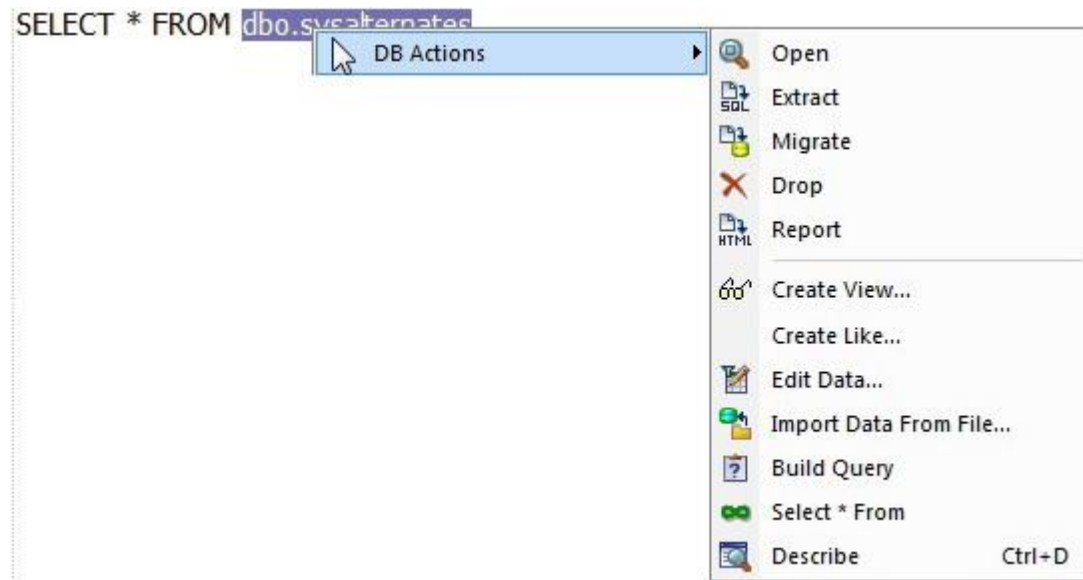 SELECT * FROM dbo.sysalternates
DB Actions
Open
SQL Extract
Migrate
Drop
HTML Report
Create View...
Create Like...
Edit Data...
Import Data From File...
? Build Query
Select * From
Describe Ctrl+D